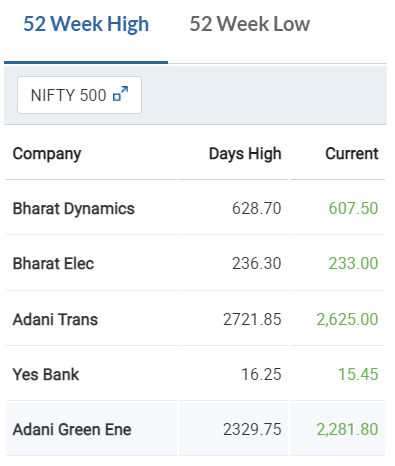 52 Week High 52 Week Low
NIFTY 500
Company Days High Current
Bharat Dynamics 628.70 607.50
Bharat Elec 236.30 233.00
Adani Trans 2721.85 2,625.00
Yes Bank 16.25 15.45
Adani Green Ene 2329.75 2,281.80